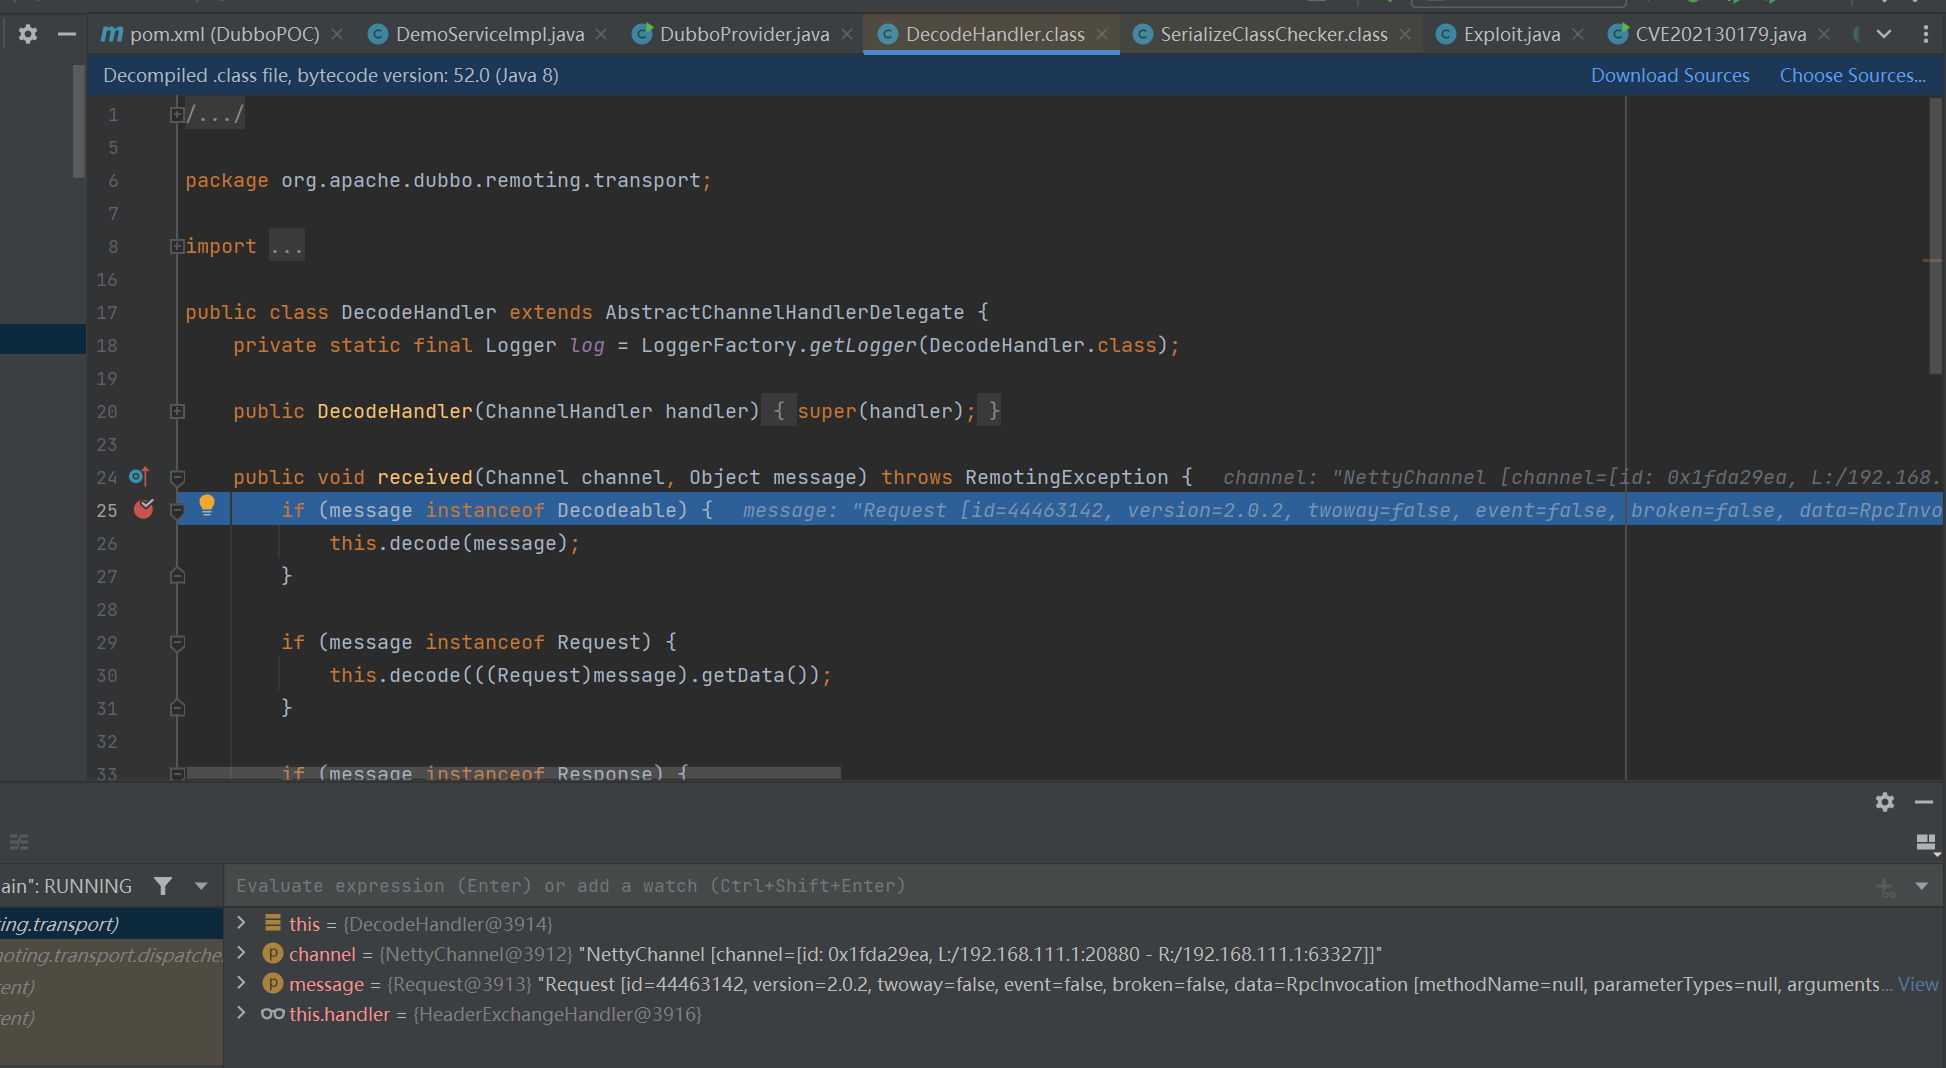 pom.xml (DubboPOC)
DemoServiceImpl.java
DubboProvider.java
DecodeHandler.class
SerializeClassChecker.class
Exploit.java
CVE202130179.java
Decompiled .class file, bytecode version: 52.0 (Java 8)
Download Sources
Choose Sources...
1 /.../
5
6 package org.apache.dubbo.remoting.transport;
7
8 import ...
16
17 public class DecodeHandler extends AbstractChannelHandlerDelegate {
18 private static final Logger log = LoggerFactory.getLogger(DecodeHandler.class);
19
20 public DecodeHandler(ChannelHandler handler) { super(handler); }
23
24 public void received(Channel channel, Object message) throws RemotingException { channel: "NettyChannel [channel=[id: 0x1fda29ea, L:/192.168.
25 if (message instanceof Decodeable) { message: "Request [id=44463142, version=2.0.2, twoway=false, event=false, broken=false, data=RpcInvo
26 this.decode(message);
27 }
28
29 if (message instanceof Request) {
30 this.decode(((Request)message).getData());
31 }
32
33 if (message instanceof Response) {
ain": RUNNING
Evaluate expression (Enter) or add a watch (Ctrl+Shift+Enter)
ing.transport)
noting.transport.dispatche
rent)
rent)
this = {DecodeHandler@3914}
channel = {NettyChannel@3912} "NettyChannel [channel=[id: 0x1fda29ea, L:/192.168.111.1:20880 - R:/192.168.111.1:63327]]"
message = {Request@3913} "Request [id=44463142, version=2.0.2, twoway=false, event=false, broken=false, data=RpcInvocation [methodName=null, parameterTypes=null, arguments... View
this.handler = {HeaderExchangeHandler@3916}